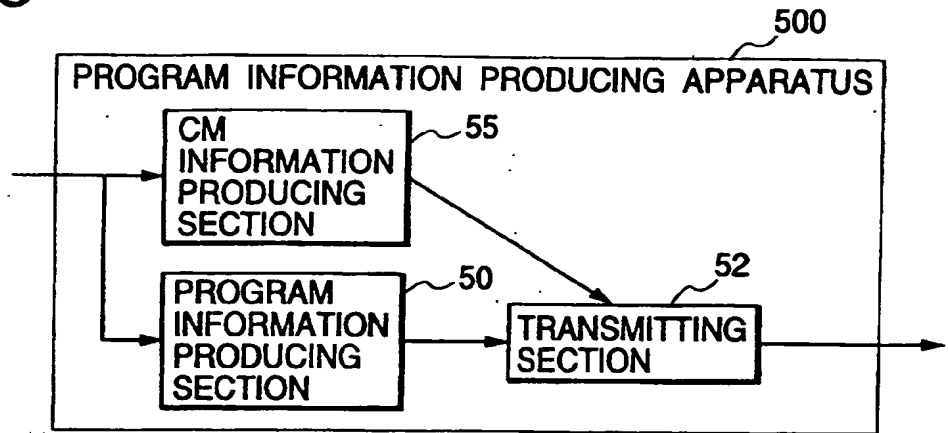 500
PROGRAM INFORMATION PRODUCING APPARATUS
CM
INFORMATION
PRODUCING
SECTION
55
PROGRAM
INFORMATION
PRODUCING
SECTION
50
TRANSMITTING
SECTION
52